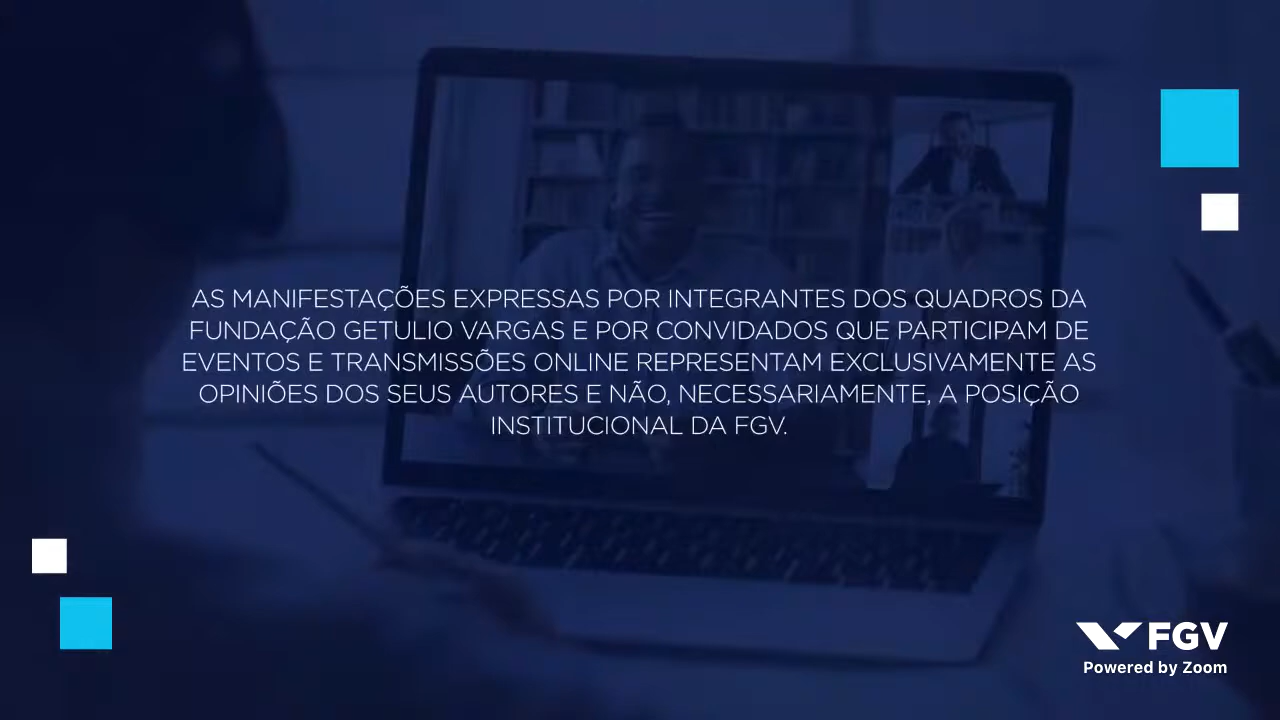 AS MANIFESTAÇÕES EXPRESSAS POR INTEGRANTES DOS QUADROS DA
FUNDAÇÃO GETULIO VARGAS E POR CONVIDADOS QUE PARTICIPAM DE
EVENTOS E TRANSMISSÕES ONLINE REPRESENTAM EXCLUSIVAMENTE AS
OPINIÕES DOS SEUS AUTORES E NÃO, NECESSARIAMENTE, A POSIÇÃO
INSTITUCIONAL DA FGV.
FGV
Powered by Zoom